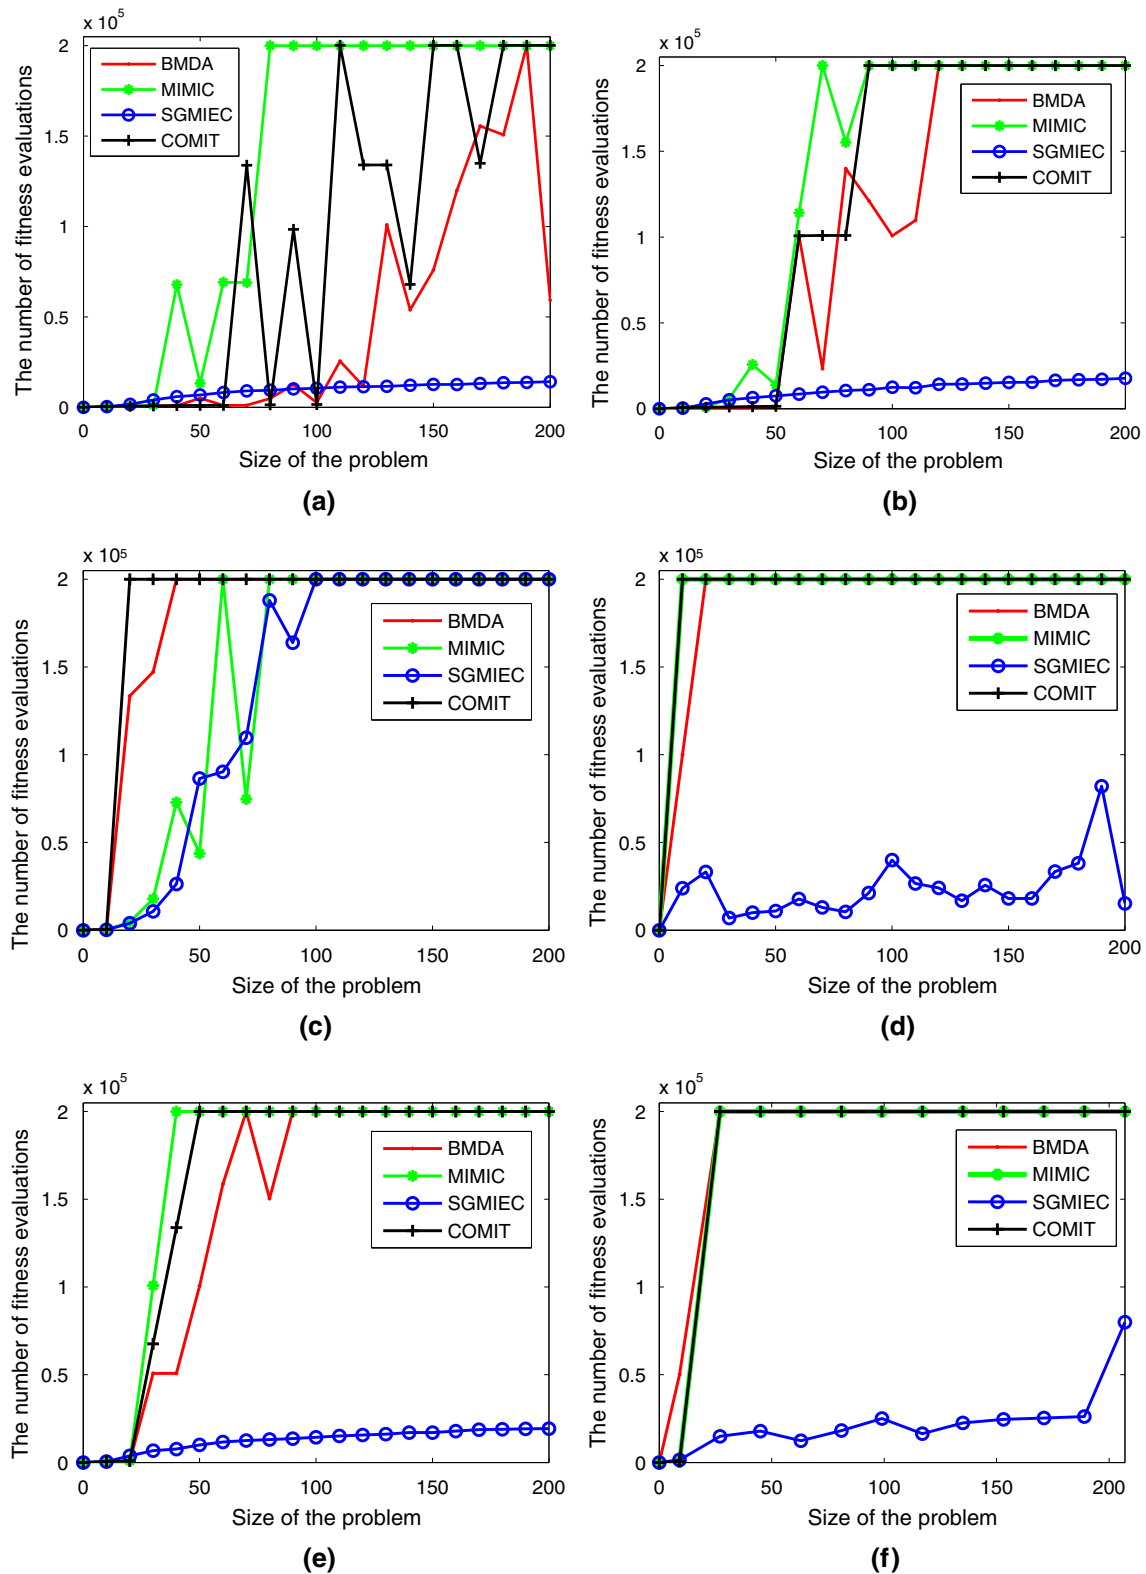 x 10^5
The number of fitness evaluations
2
1.5
1
0.5
0
BMDA
MIMIC
SGMIEC
COMIT
0 50 100 150 200
Size of the problem
(a)
x 10^5
The number of fitness evaluations
2
1.5
1
0.5
0
BMDA
MIMIC
SGMIEC
COMIT
0 50 100 150 200
Size of the problem
(b)
x 10^5
The number of fitness evaluations
2
1.5
1
0.5
0
BMDA
MIMIC
SGMIEC
COMIT
0 50 100 150 200
Size of the problem
(c)
x 10^5
The number of fitness evaluations
2
1.5
1
0.5
0
BMDA
MIMIC
SGMIEC
COMIT
0 50 100 150 200
Size of the problem
(d)
x 10^5
The number of fitness evaluations
2
1.5
1
0.5
0
BMDA
MIMIC
SGMIEC
COMIT
0 50 100 150 200
Size of the problem
(e)
x 10^5
The number of fitness evaluations
2
1.5
1
0.5
0
BMDA
MIMIC
SGMIEC
COMIT
0 50 100 150 200
Size of the problem
(f)